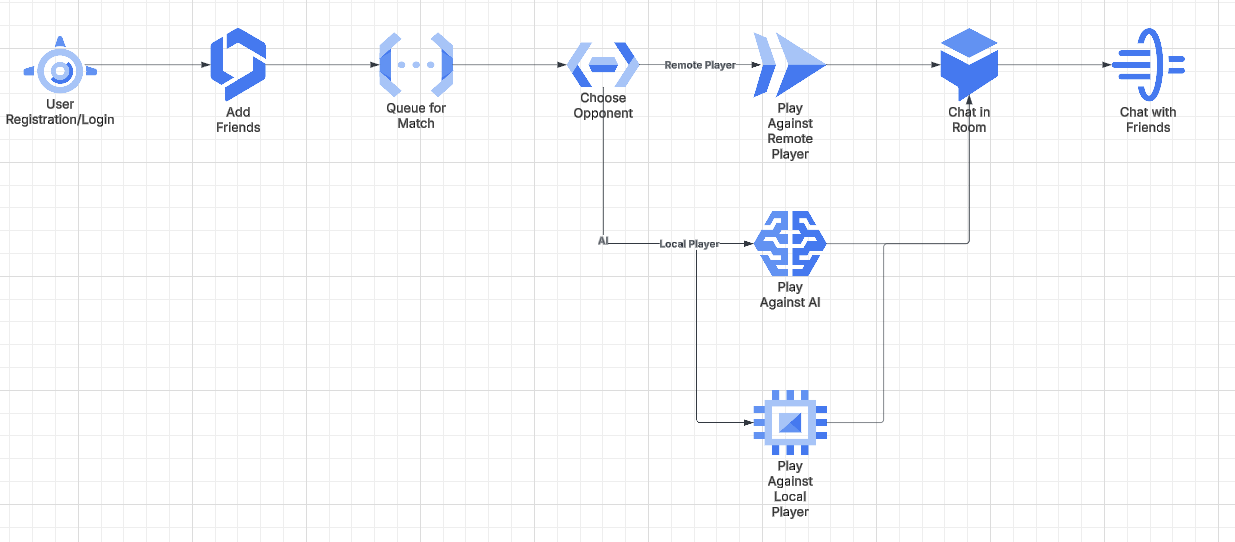 User
Registration/Login
Add
Friends
Queue for
Match
Choose
Opponent
Remote Player
Play
Against
Remote
Player
Chat in
Room
Chat with
Friends
AI
Local Player
Play
Against AI
Play
Against
Local
Player